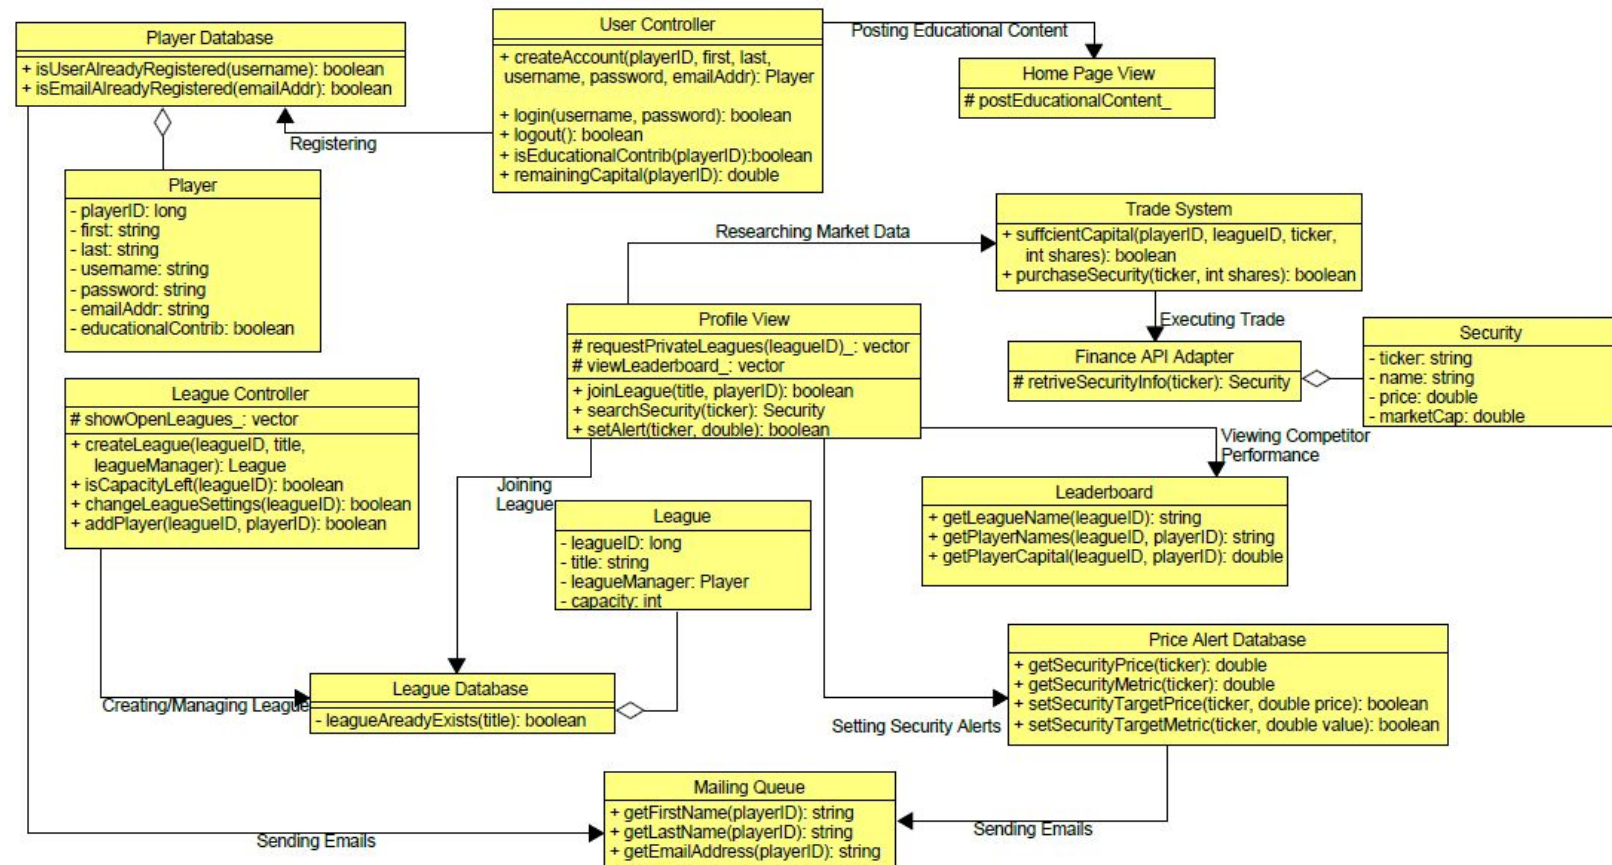 Player Database
+ isUserAlreadyRegistered(username): boolean
+ isEmailAlreadyRegistered(emailAddr): boolean
User Controller
+ createAccount(playerID, first, last,
username, password, emailAddr): Player
+ login(username, password): boolean
+ logout(): boolean
+ isEducationalContrib(playerID):boolean
+ remainingCapital(playerID): double
Posting Educational Content
Home Page View
# postEducationalContent_
Registering
Player
- playerID: long
- first: string
- last: string
- username: string
- password: string
- emailAddr: string
- educationalContrib: boolean
Researching Market Data
Trade System
+ suffcientCapital(playerID, leagueID, ticker,
int shares): boolean
+ purchaseSecurity(ticker, int shares): boolean
Executing Trade
Profile View
# requestPrivateLeagues(leagueID)_: vector
# viewLeaderboard_: vector
+ joinLeague(title, playerID): boolean
+ searchSecurity(ticker): Security
+ setAlert(ticker, double): boolean
Finance API Adapter
# retriveSecurityInfo(ticker): Security
Security
- ticker: string
- name: string
- price: double
- marketCap: double
League Controller
# showOpenLeagues_: vector
+ createLeague(leagueID, title,
leagueManager): League
+ isCapacityLeft(leagueID): boolean
+ changeLeagueSettings(leagueID): boolean
+ addPlayer(leagueID, playerID): boolean
Viewing Competitor
Performance
Joining
League
League
- leagueID: long
- title: string
- leagueManager: Player
- capacity: int
Leaderboard
+ getLeagueName(leagueID): string
+ getPlayerNames(leagueID, playerID): string
+ getPlayerCapital(leagueID, playerID): double
Creating/Managing League
League Database
- leagueAreadyExists(title): boolean
Setting Security Alerts
Price Alert Database
+ getSecurityPrice(ticker): double
+ getSecurityMetric(ticker): double
+ setSecurityTargetPrice(ticker, double price): boolean
+ setSecurityTargetMetric(ticker, double value): boolean
Mailing Queue
+ getFirstName(playerID): string
+ getLastName(playerID): string
+ getEmailAddress(playerID): string
Sending Emails
Sending Emails